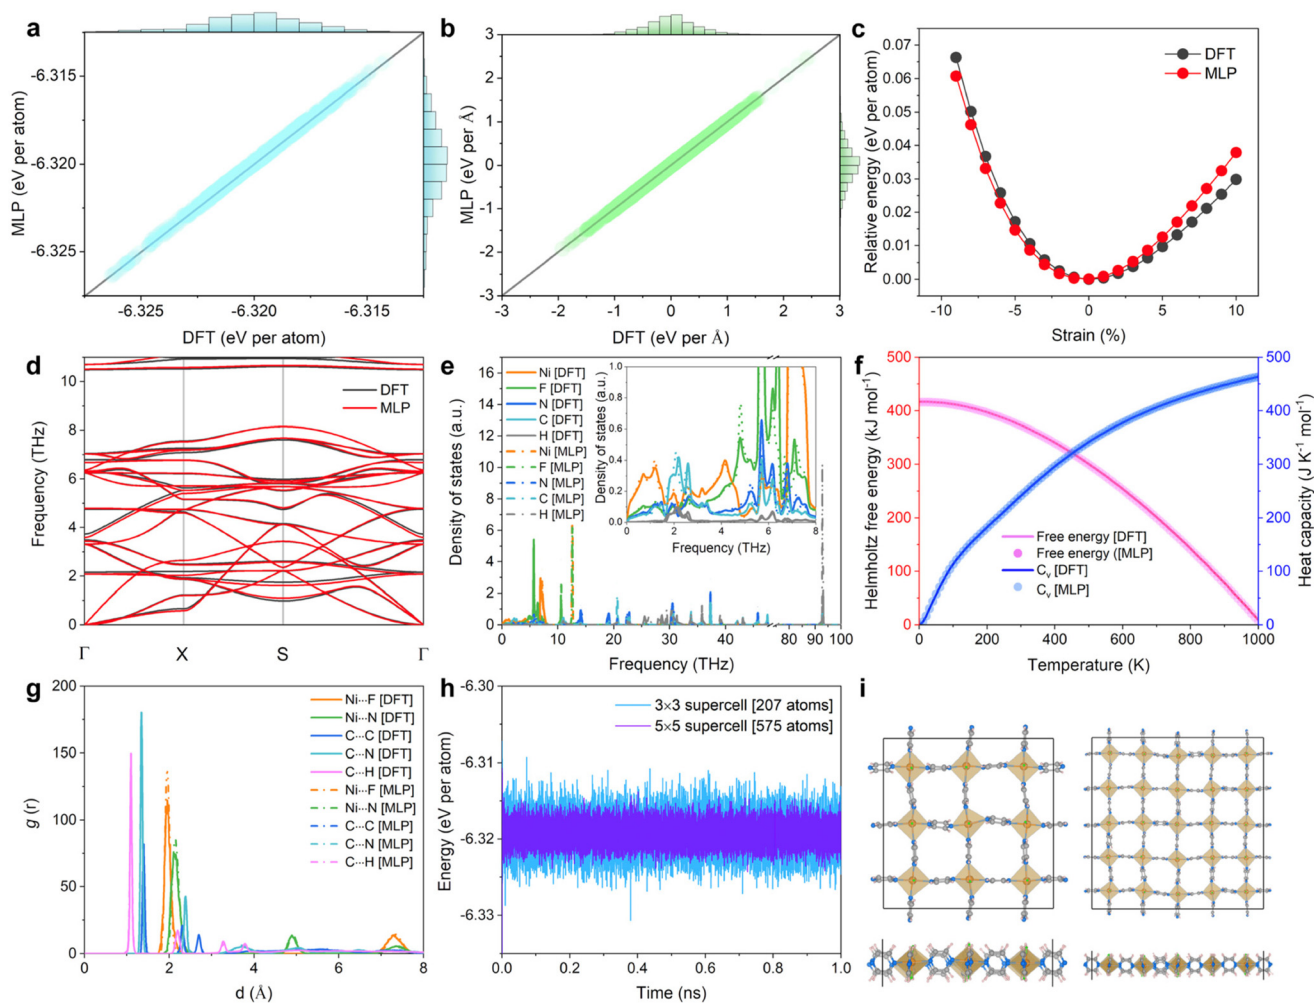 a
-6.315
-6.320
-6.325
MLP (eV per atom)
-6.325
-6.320
-6.315
DFT (eV per atom)
b
3
2
1
0
-1
-2
-3
MLP (eV per Å)
-3
-2
-1
0
1
2
3
DFT (eV per Å)
c
DFT
MLP
0.07
0.06
0.05
0.04
0.03
0.02
0.01
0.00
Relative energy (eV per atom)
-10
-5
0
5
10
Strain (%)
d
DFT
MLP
10
8
6
4
2
0
Frequency (THz)
Γ
X
S
Γ
e
16
14
12
10
8
6
4
2
0
Density of states (a.u.)
Ni [DFT]
F [DFT]
N [DFT]
C [DFT]
H [DFT]
Ni [MLP]
F [MLP]
N [MLP]
C [MLP]
H [MLP]
1.0
0.8
0.6
0.4
0.2
0.0
Density of states (a.u.)
0
2
4
6
8
Frequency (THz)
0
10
20
30
40
80
90
100
Frequency (THz)
f
500
400
300
200
100
0
Helmholtz free energy (kJ mol⁻¹)
Free energy [DFT]
Free energy ([MLP]
Cᵥ [DFT]
Cᵥ [MLP]
500
400
300
200
100
0
Heat capacity (J K⁻¹ mol⁻¹)
0
200
400
600
800
1000
Temperature (K)
g
200
150
100
50
0
g (r)
Ni···F [DFT]
Ni···N [DFT]
C···C [DFT]
C···N [DFT]
C···H [DFT]
Ni···F [MLP]
Ni···N [MLP]
C···C [MLP]
C···N [MLP]
C···H [MLP]
0
2
4
6
8
d (Å)
h
-6.30
-6.31
-6.32
-6.33
Energy (eV per atom)
3×3 supercell [207 atoms]
5×5 supercell [575 atoms]
0.0
0.2
0.4
0.6
0.8
1.0
Time (ns)
i